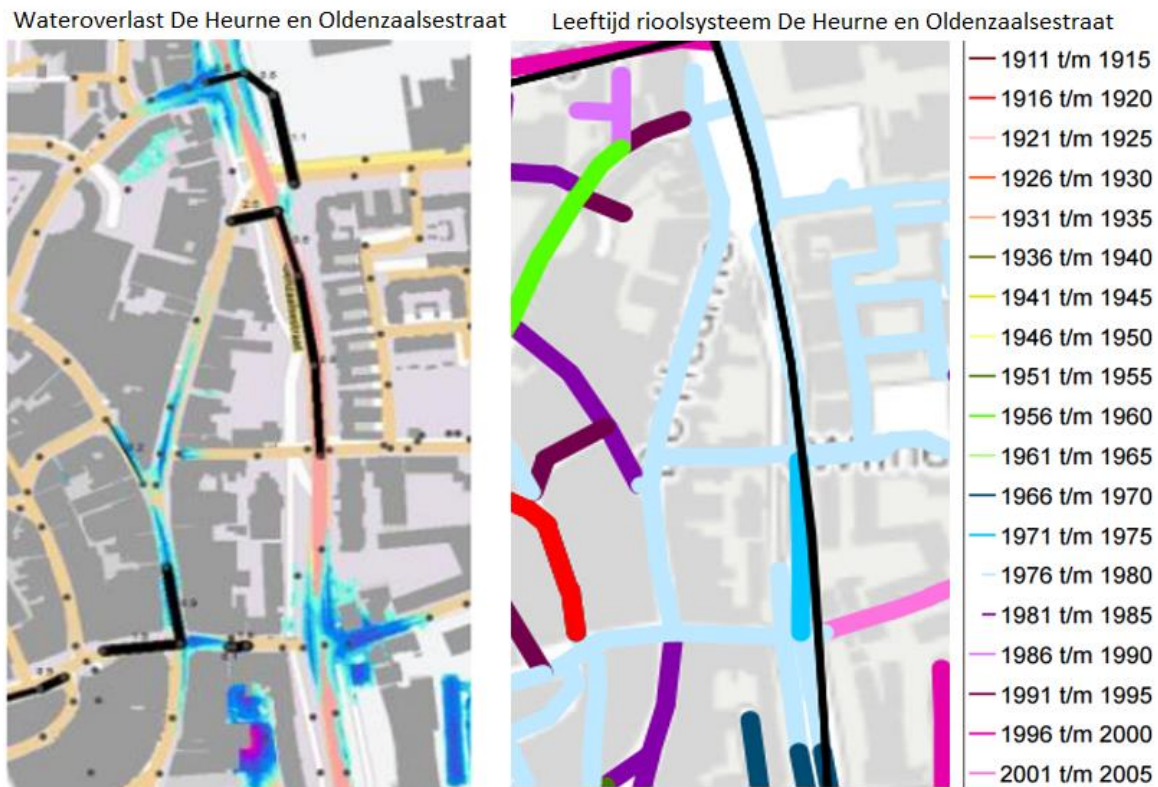 Wateroverlast De Heurne en Oldenzaalsestraat
Leeftijd rioolsysteem De Heurne en Oldenzaalsestraat
1911 t/m 1915
1916 t/m 1920
1921 t/m 1925
1926 t/m 1930
1931 t/m 1935
1936 t/m 1940
1941 t/m 1945
1946 t/m 1950
1951 t/m 1955
1956 t/m 1960
1961 t/m 1965
1966 t/m 1970
1971 t/m 1975
1976 t/m 1980
1981 t/m 1985
1986 t/m 1990
1991 t/m 1995
1996 t/m 2000
2001 t/m 2005